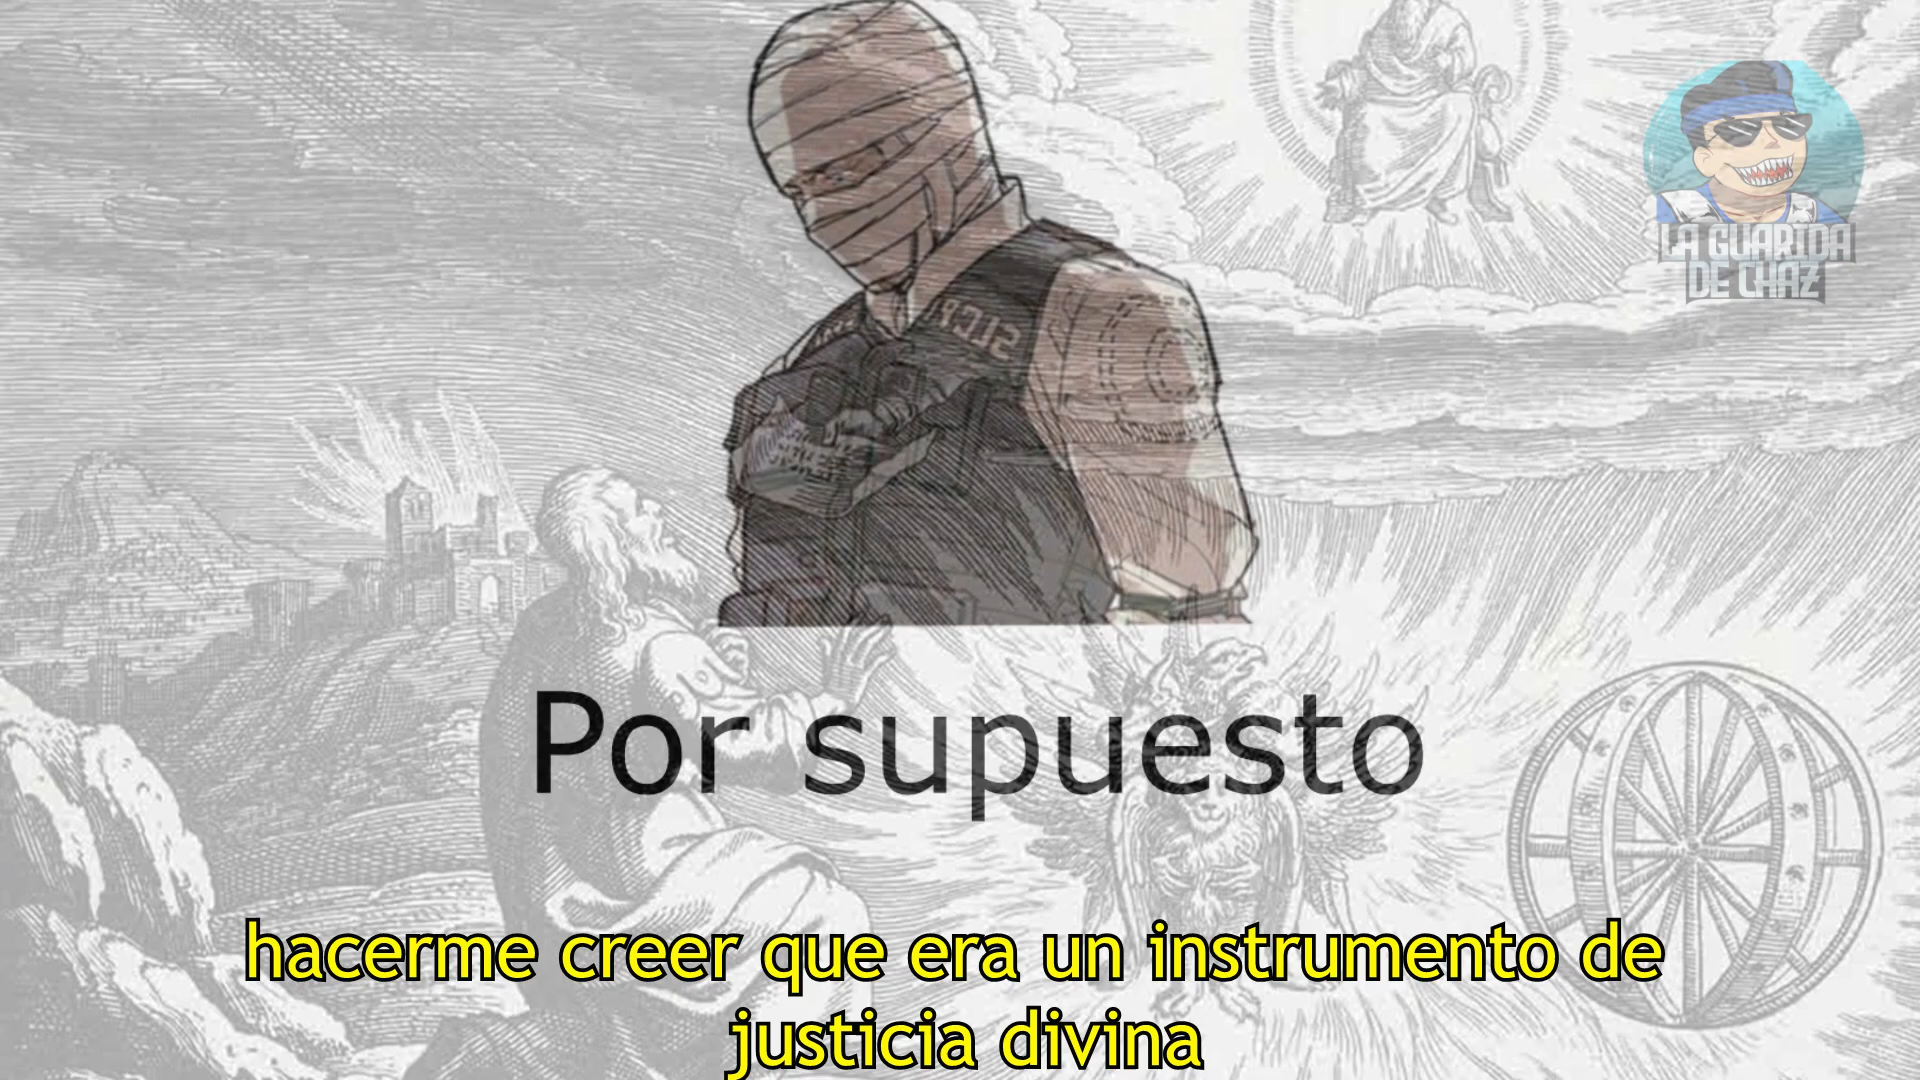 LA GUARIDA
DE CHAZ
Por supuesto
hacerme creer que era un instrumento de
justicia divina